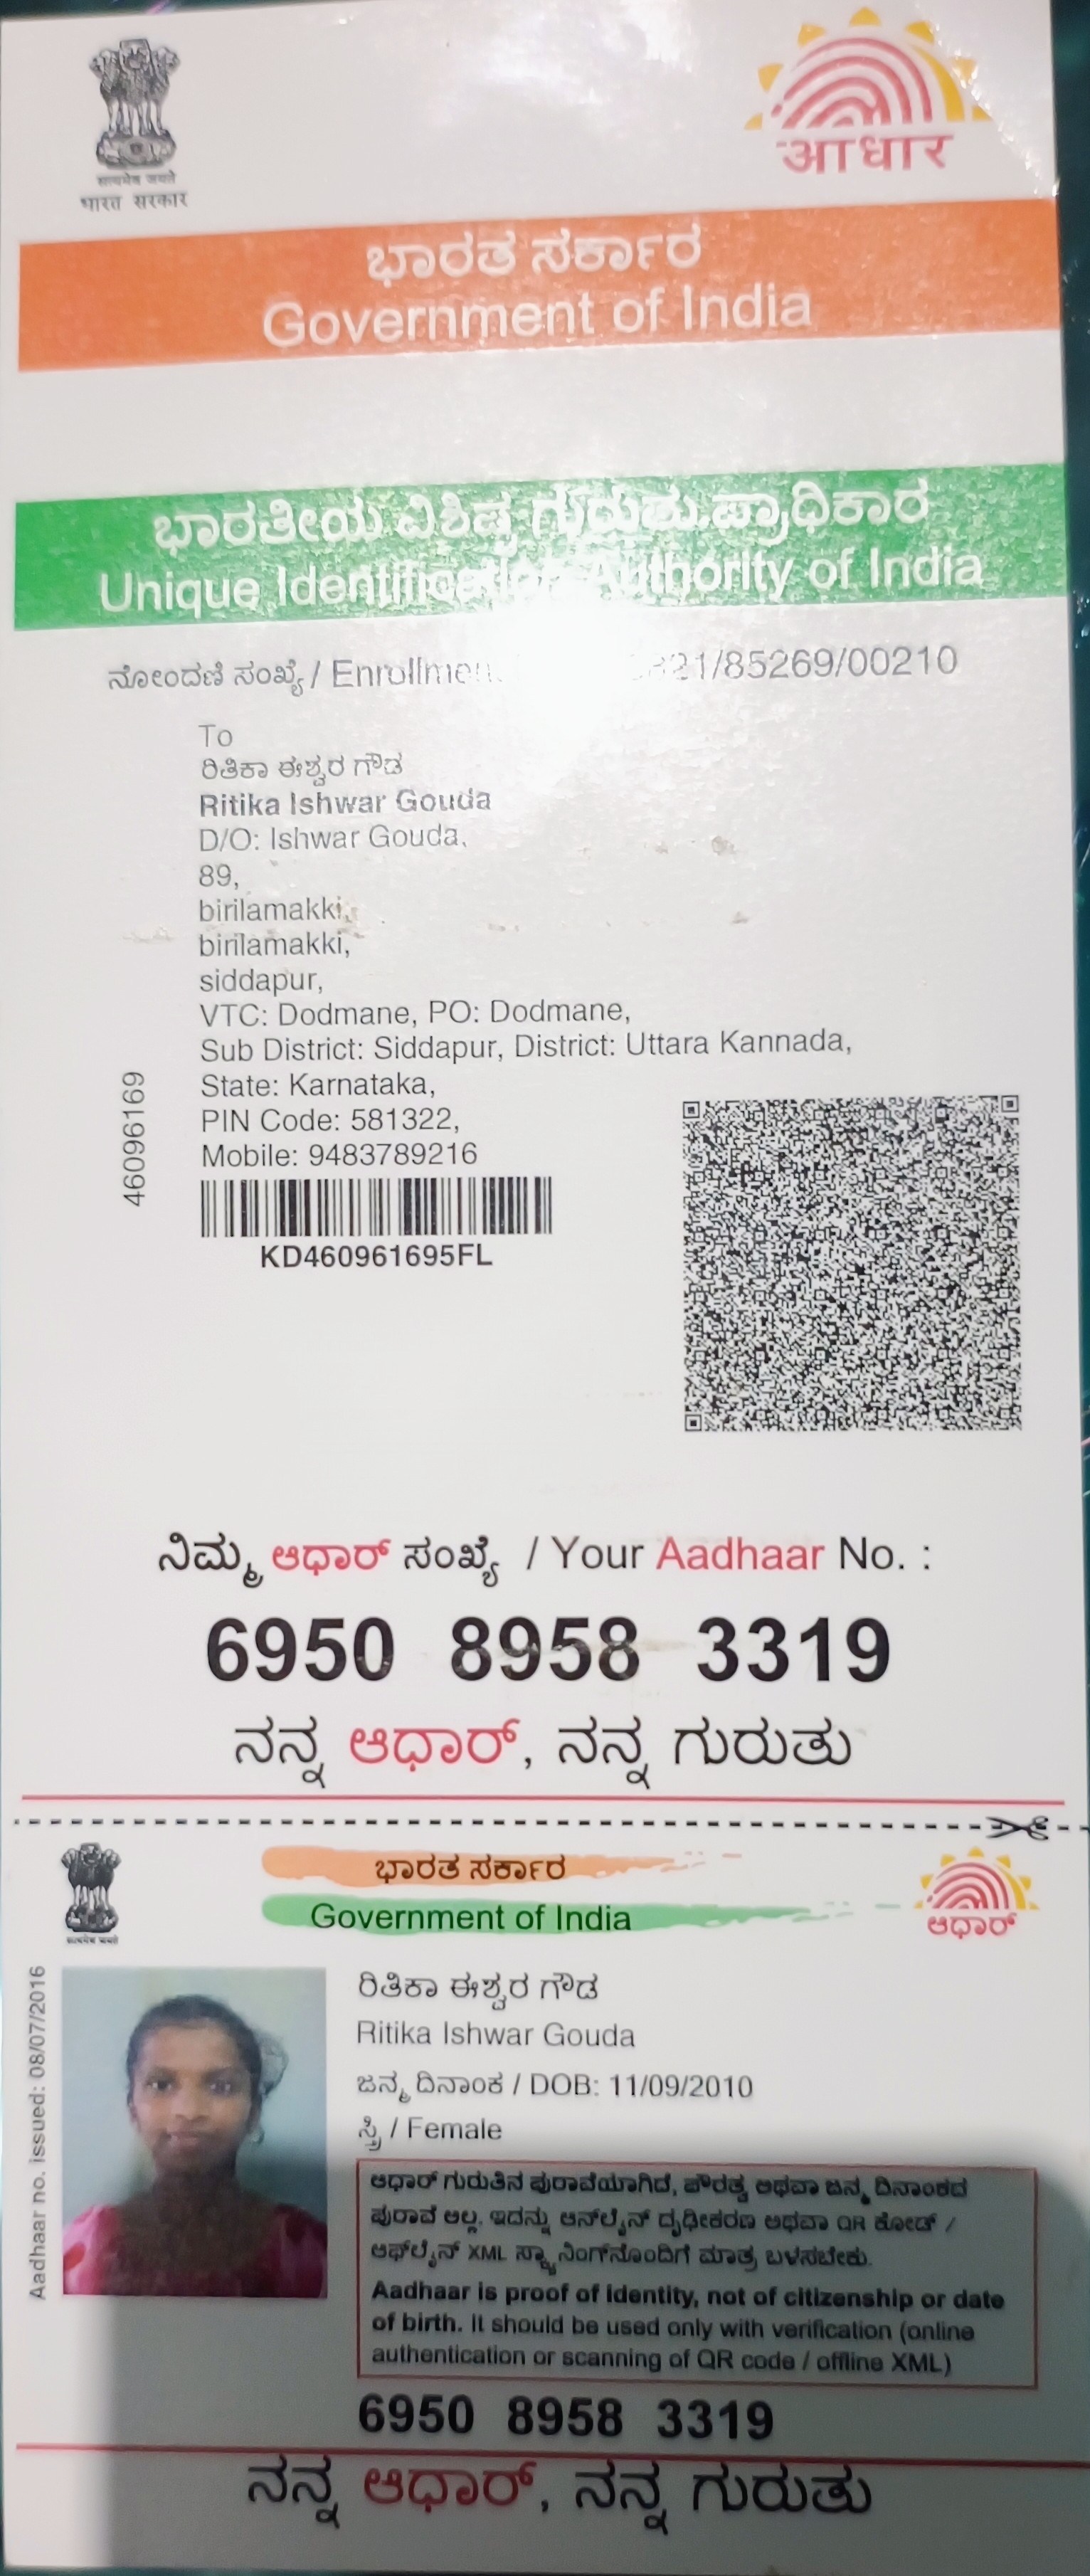 सत्यमेव जयते
भारत सरकार
आधार
ಭಾರತ ಸರ್ಕಾರ
Government of India
ಭಾರತೀಯ ವಿಶಿಷ್ಟ ಗುರುತು ಪ್ರಾಧಿಕಾರ
Unique Identification Authority of India
ನೋಂದಣಿ ಸಂಖ್ಯೆ / /85269/00210
To
ರಿತಿಕಾ ಈಶ್ವರ ಗೌಡ
Ritika Ishwar Gouda
D/O: Ishwar Gouda,
89,
birilamakki,
birilamakki,
siddapur,
VTC: Dodmane, PO: Dodmane,
Sub District: Siddapur, District: Uttara Kannada,
State: Karnataka,
PIN Code: 581322,
Mobile: 9483789216
46096169
KD460961695FL
ನಿಮ್ಮ ಆಧಾರ್ ಸಂಖ್ಯೆ / Your Aadhaar No. :
6950 8958 3319
ನನ್ನ ಆಧಾರ್, ನನ್ನ ಗುರುತು
ಭಾರತ ಸರ್ಕಾರ
Government of India
ಆಧಾರ್
Aadhaar no. issued: 08/07/2016
ರಿತಿಕಾ ಈಶ್ವರ ಗೌಡ
Ritika Ishwar Gouda
ಜನ್ಮ ದಿನಾಂಕ / DOB: 11/09/2010
ಸ್ತ್ರೀ / Female
ಆಧಾರ್ ಗುರುತಿನ ಪುರಾವೆಯಾಗಿದೆ, ಪೌರತ್ವ ಅಥವಾ ಜನ್ಮ ದಿನಾಂಕದ
ಪುರಾವೆ ಅಲ್ಲ. ಇದನ್ನು ಆನ್‌ಲೈನ್ ದೃಢೀಕರಣ ಅಥವಾ QR ಕೋಡ್ /
ಆಫ್‌ಲೈನ್ XML ಸ್ಕ್ಯಾನಿಂಗ್‌ನೊಂದಿಗೆ ಮಾತ್ರ ಬಳಸಬೇಕು.
Aadhaar is proof of identity, not of citizenship or date
of birth. It should be used only with verification (online
authentication or scanning of QR code / offline XML)
6950 8958 3319
ನನ್ನ ಆಧಾರ್, ನನ್ನ ಗುರುತು